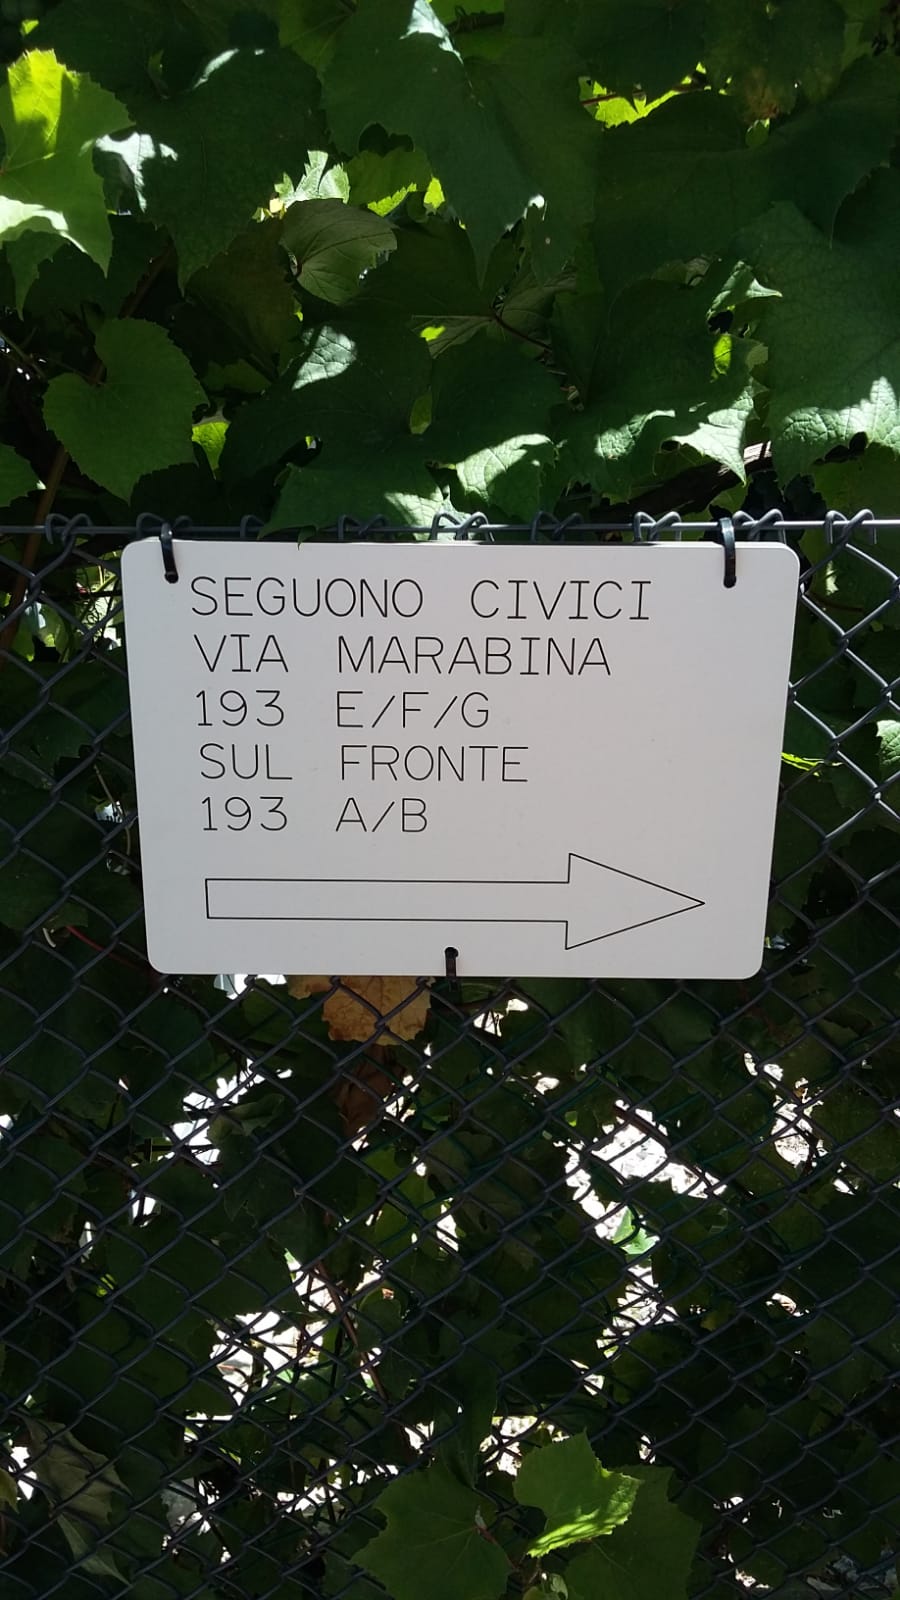 SEGUONO CIVICI
VIA MARABINA
193 E/F/G
SUL FRONTE
193 A/B